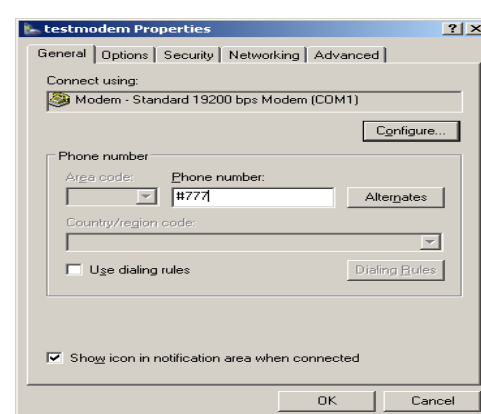 testmodem Properties
General Options Security Networking Advanced
Connect using:
Modem - Standard 19200 bps Modem (COM1)
Configure...
Phone number
Area code: Phone number:
#777 Alternates
Country/region code:
Use dialing rules Dialing Rules
Show icon in notification area when connected
OK Cancel